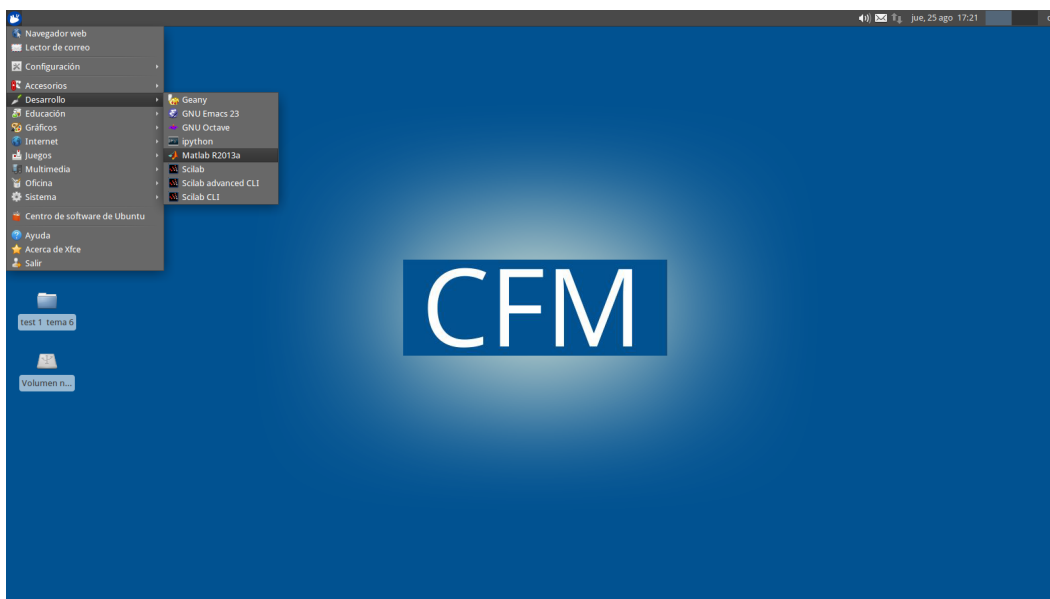 jue, 25 ago 17:21
Navegador web
Lector de correo
Configuración
Accesorios
Desarrollo
Educación
Gráficos
Internet
Juegos
Multimedia
Oficina
Sistema
Centro de software de Ubuntu
Ayuda
Acerca de Xfce
Salir
Geany
GNU Emacs 23
GNU Octave
ipython
Matlab R2013a
Scilab
Scilab advanced CLI
Scilab CLI
test 1 tema 6
Volumen n...
CFM